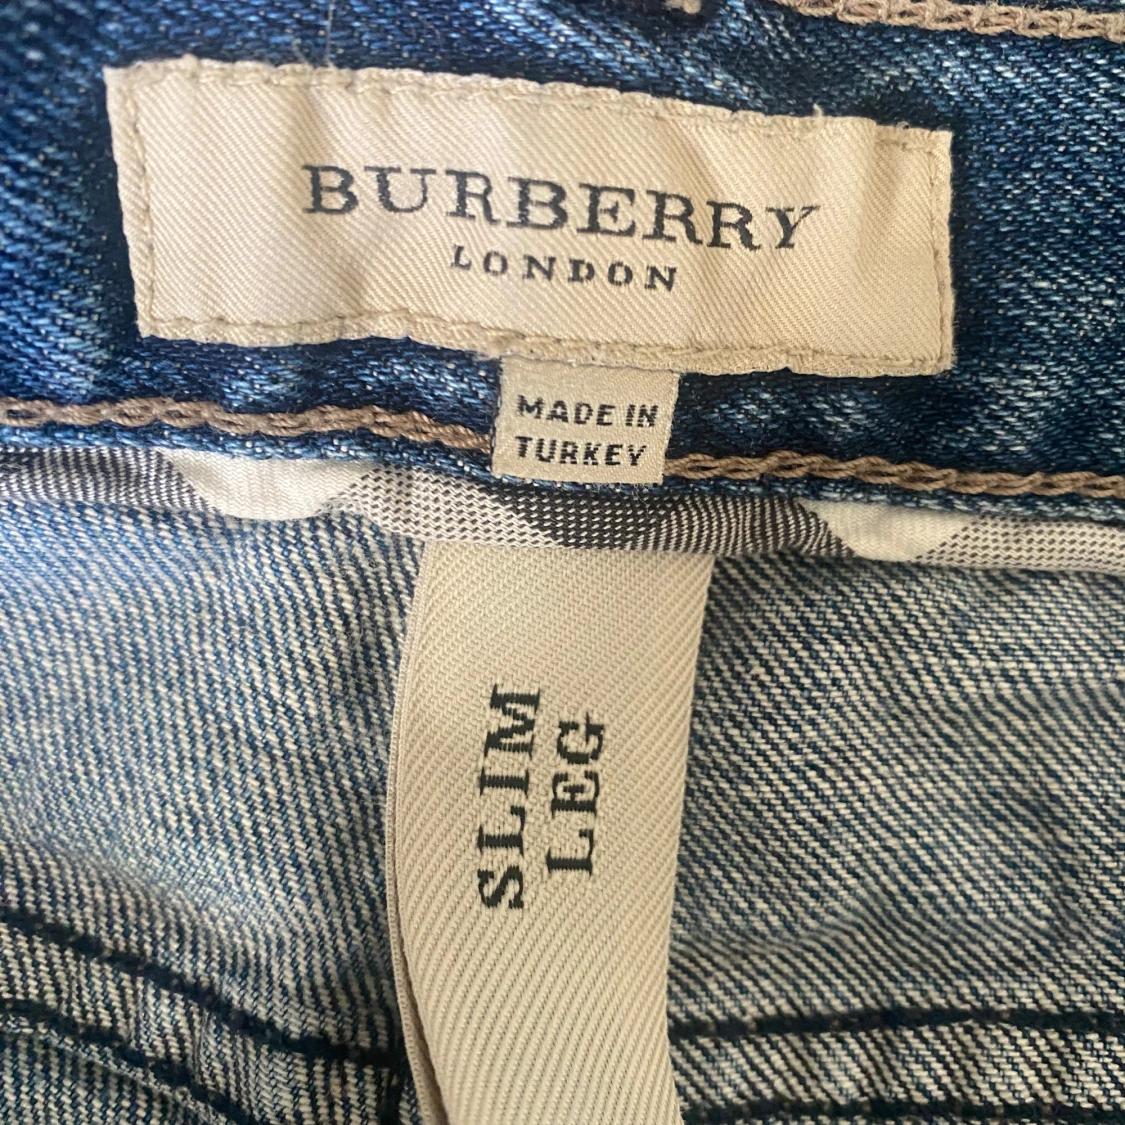 BURBERRY
LONDON
MADE IN
TURKEY
SLIM
LEG